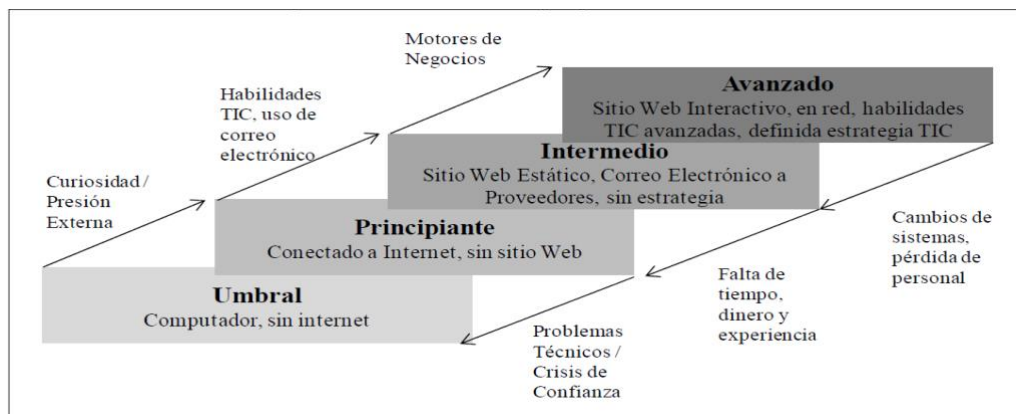 Motores de
Negocios
Habilidades
TIC, uso de
correo
electrónico
Curiosidad /
Presión
Externa
Avanzado
Sitio Web Interactivo, en red, habilidades
TIC avanzadas, definida estrategia TIC
Intermedio
Sitio Web Estático, Correo Electrónico a
Proveedores, sin estrategia
Principiante
Conectado a Internet, sin sitio Web
Umbral
Computador, sin internet
Cambios de
sistemas,
pérdida de
personal
Falta de
tiempo,
dinero y
experiencia
Problemas
Técnicos /
Crisis de
Confianza